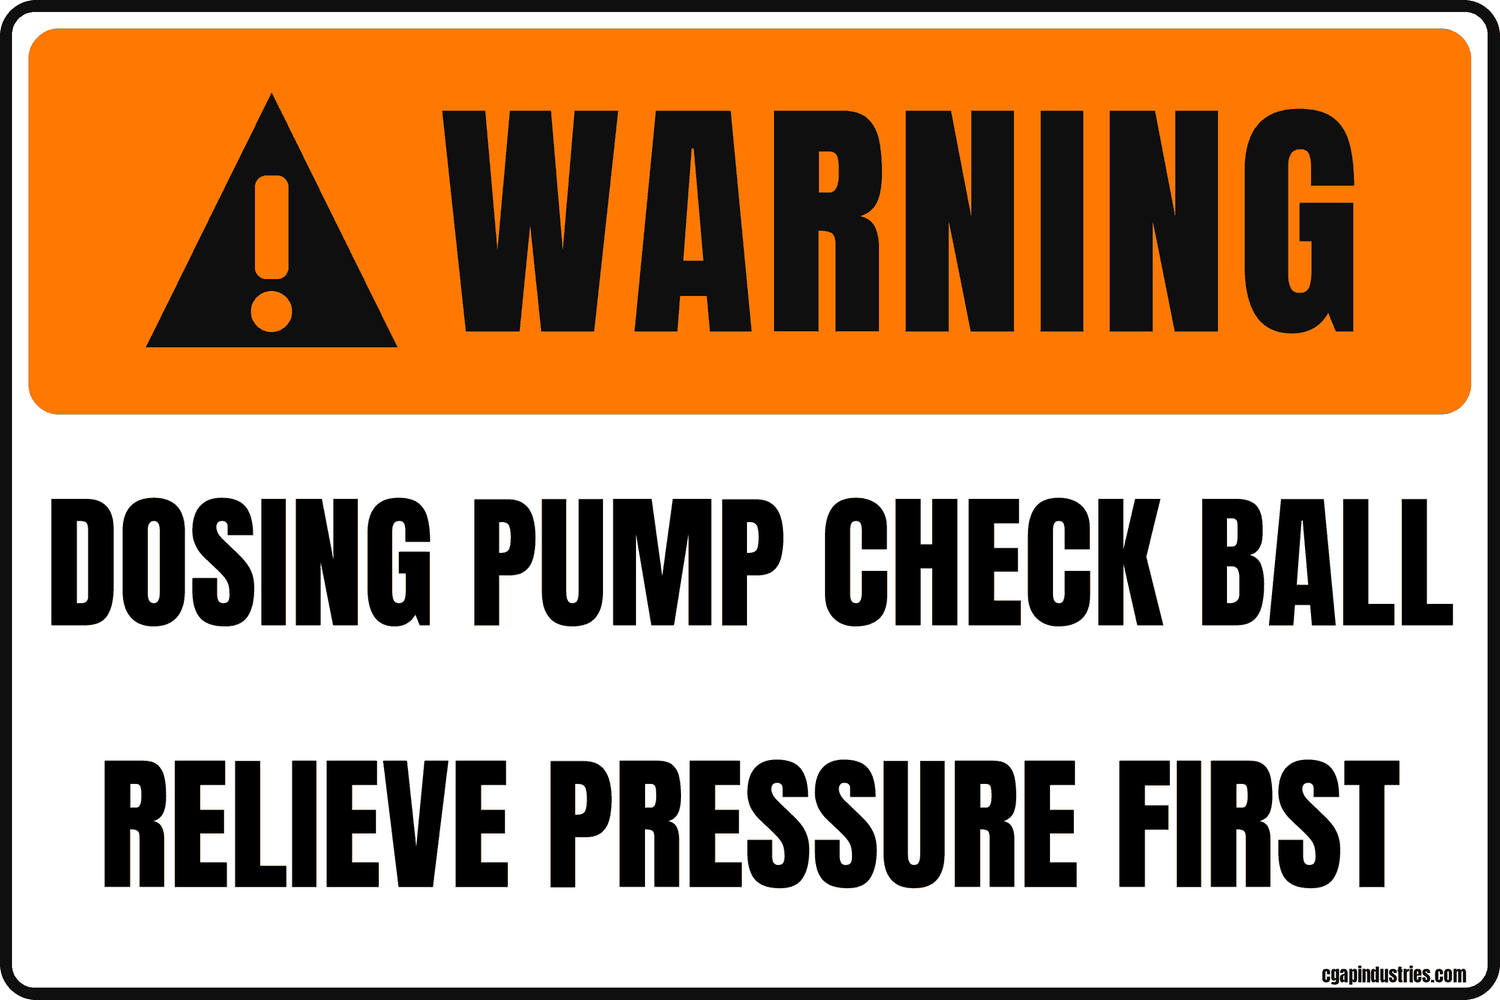 WARNING
DOSING PUMP CHECK BALL
RELIEVE PRESSURE FIRST
cgapindustries.com